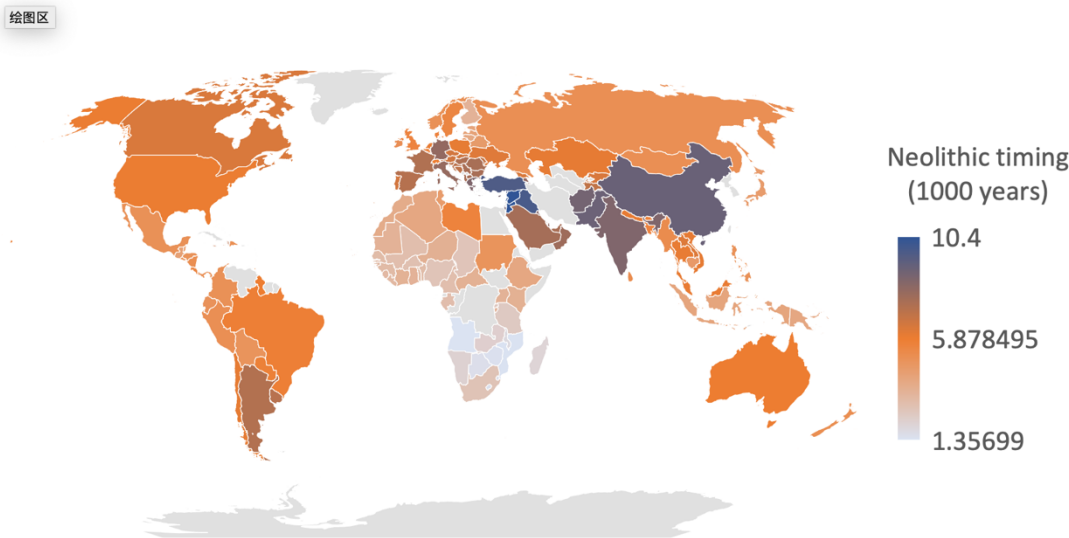 绘图区
Neolithic timing
(1000 years)
10.4
5.878495
1.35699